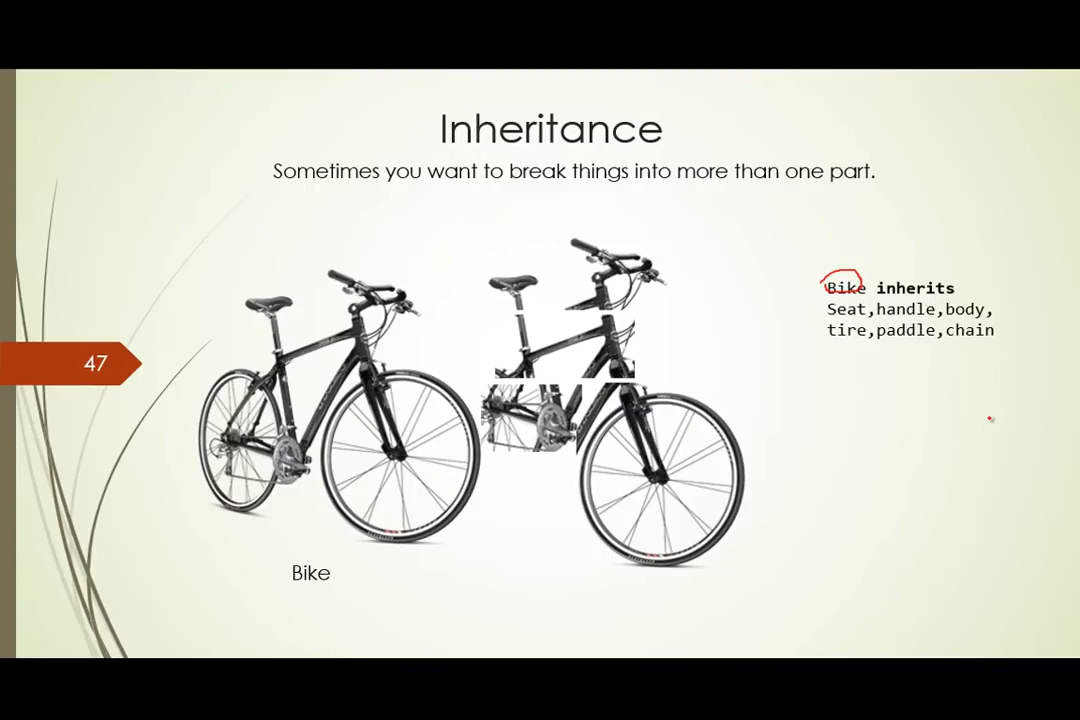 Inheritance
Sometimes you want to break things into more than one part.
Bike inherits
Seat,handle,body,
tire,paddle,chain
47
Bike